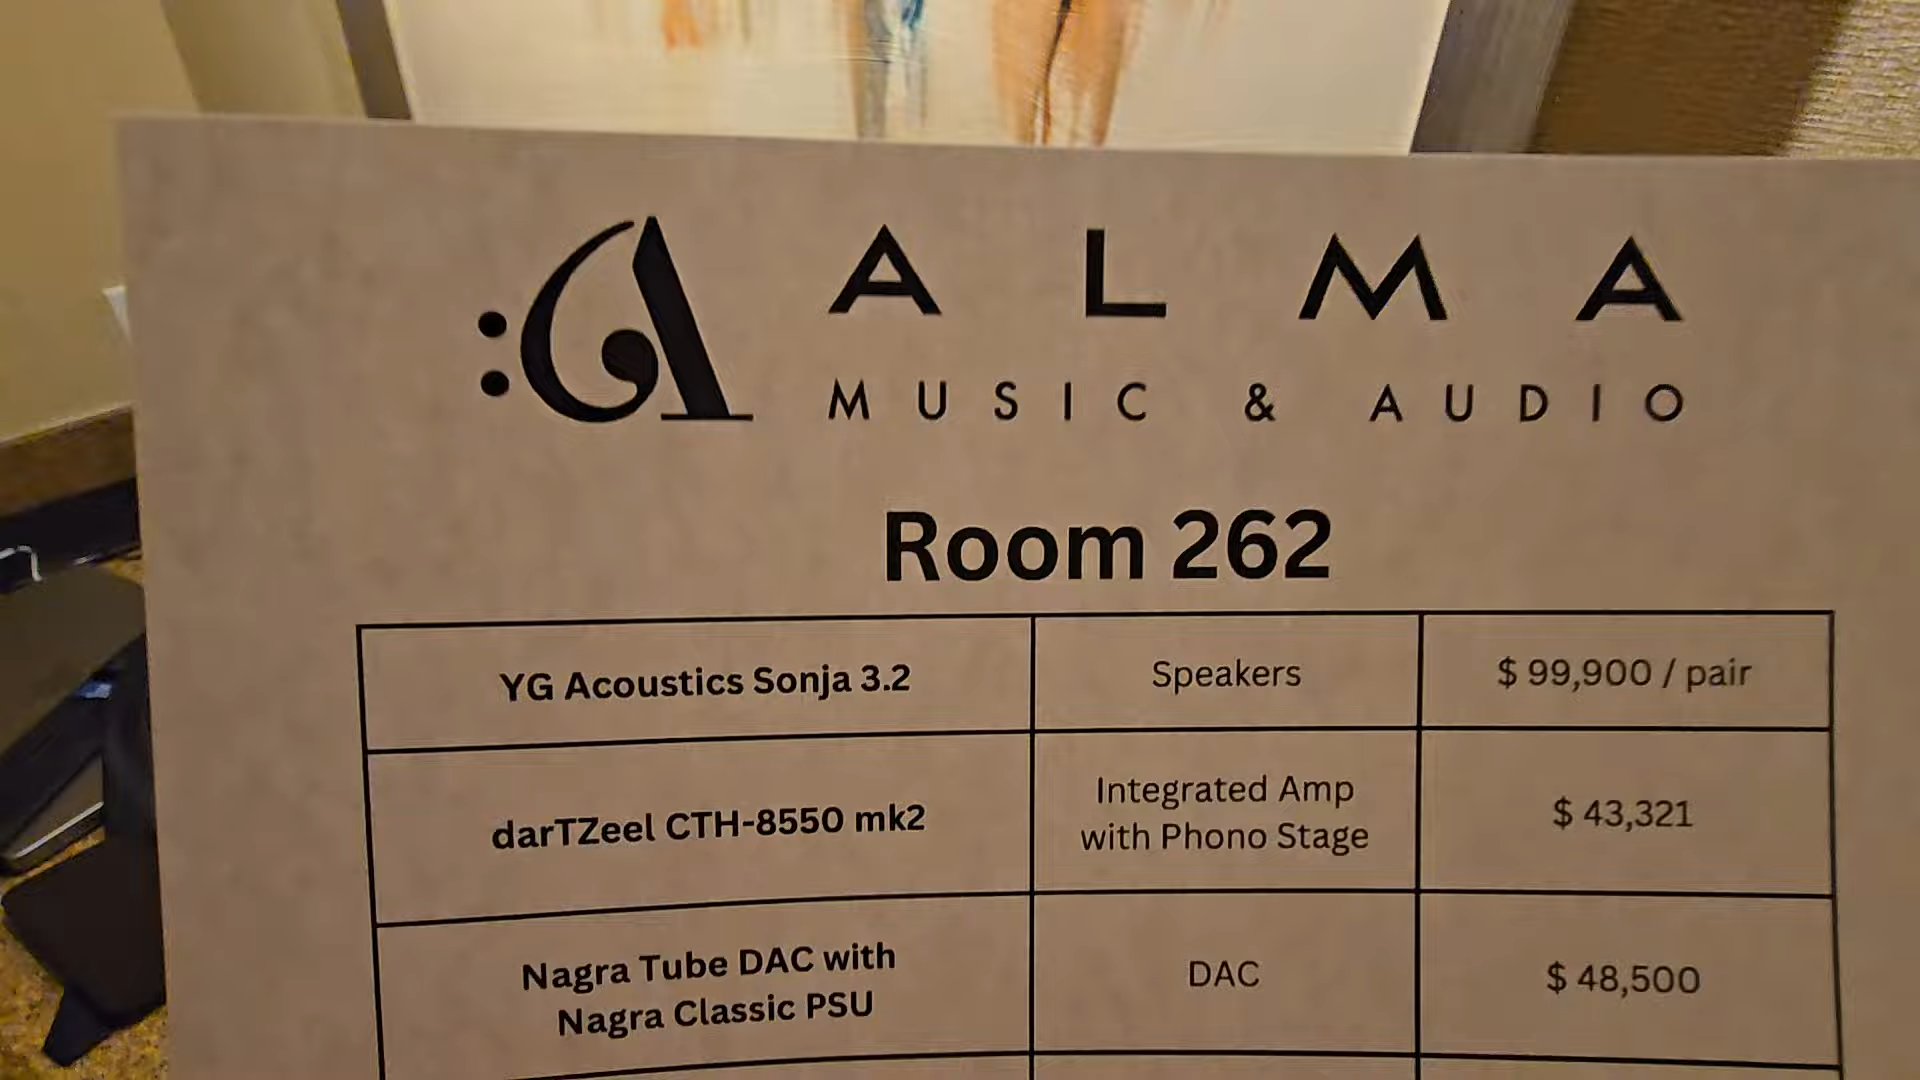 ALMA
MUSIC & AUDIO
Room 262
YG Acoustics Sonja 3.2
Speakers
$ 99,900 / pair
darTZeel CTH-8550 mk2
Integrated Amp
with Phono Stage
$ 43,321
Nagra Tube DAC with
Nagra Classic PSU
DAC
$ 48,500